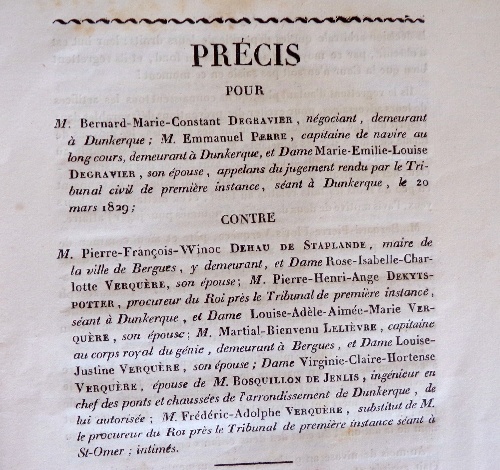 PRÉCIS
POUR
M. Bernard-Marie-Constant DEGRAVIER, négociant, demeurant
à Dunkerque; M. Emmanuel PÆRRE, capitaine de navire au
long cours, demeurant à Dunkerque, et Dame Marie-Emilie-Louise
DEGRAVIER, son épouse, appelans du jugement rendu par le Tri-
bunal civil de première instance, séant à Dunkerque, le 20
mars 1829;
CONTRE
M. Pierre-François-Winoc DEHAU DE STAPLANDE, maire de
la ville de Bergues, y demeurant, et Dame Rose-Isabelle-Char-
lotte VERQUÈRE, son épouse; M. Pierre-Henri-Ange DEKYTS-
POTTER, procureur du Roi près le Tribunal de première instance,
séant à Dunkerque, et Dame Louise-Adèle-Aimée-Marie VER-
QUÈRE, son épouse; M. Martial-Bienvenu LELIÈVRE, capitaine
au corps royal du génie, demeurant à Bergues, et Dame Louise-
Justine VERQUÈRE, son épouse; Dame Virginie-Claire-Hortense
VERQUÈRE, épouse de M. BOSQUILLON DE JENLIS, ingénieur en
chef des ponts et chaussées de l'arrondissement de Dunkerque, de
lui autorisée; M. Frédéric-Adolphe VERQUÈRE, substitut de M.
le procureur du Roi près le Tribunal de première instance séant à
St-Omer; intimés.